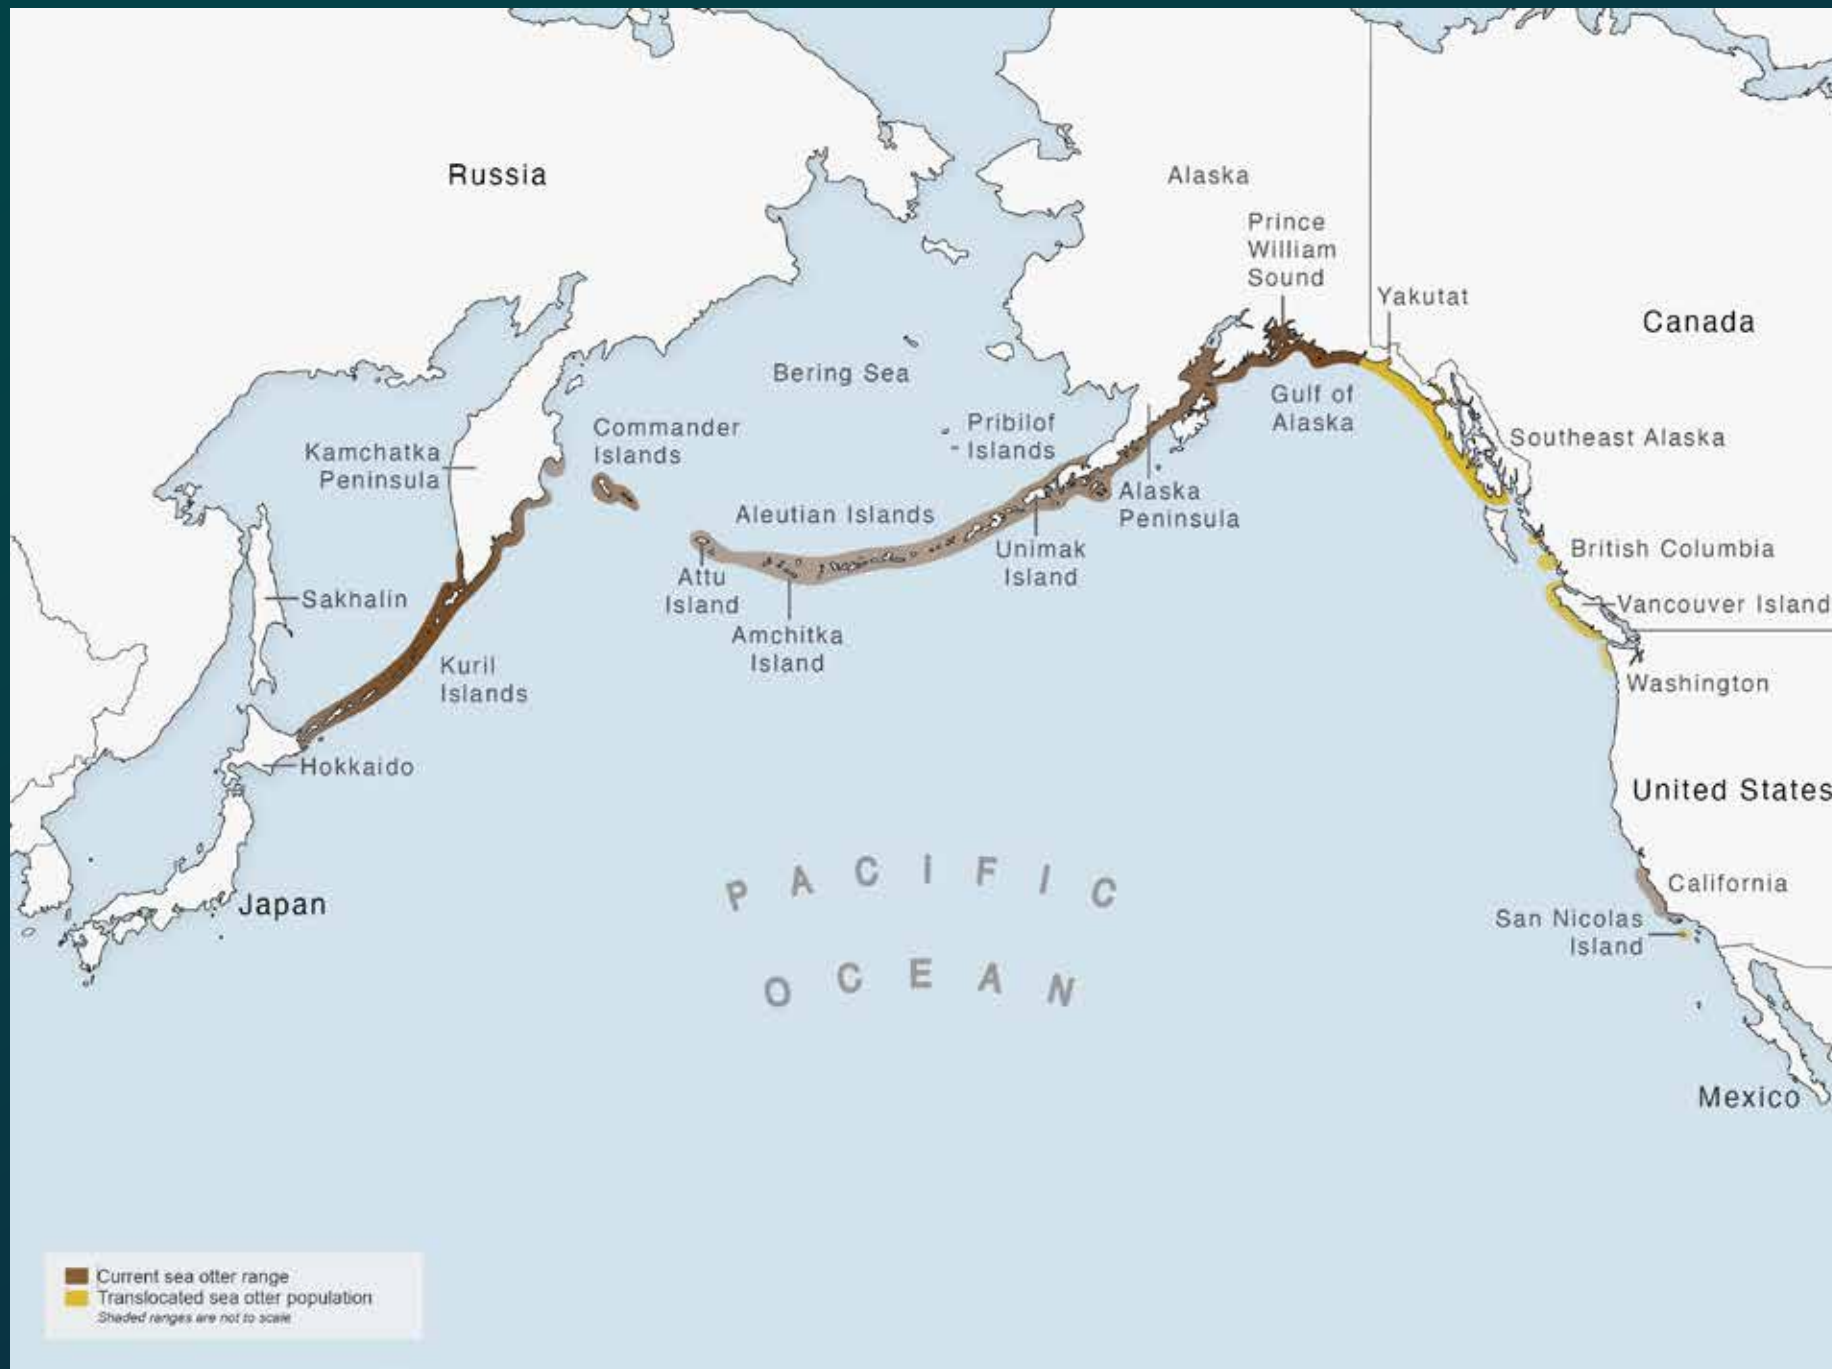 Russia
Alaska
Prince
William
Sound
Yakutat
Canada
Bering Sea
Gulf of
Alaska
Commander
Islands
Pribilof
Islands
Kamchatka
Peninsula
Southeast Alaska
Alaska
Peninsula
Aleutian Islands
Unimak
Island
British Columbia
Attu
Island
Sakhalin
Vancouver Island
Amchitka
Island
Kuril
Islands
Washington
Hokkaido
United States
PACIFIC
OCEAN
California
Japan
San Nicolas
Island
Mexico
Current sea otter range
Translocated sea otter population
Shaded ranges are not to scale